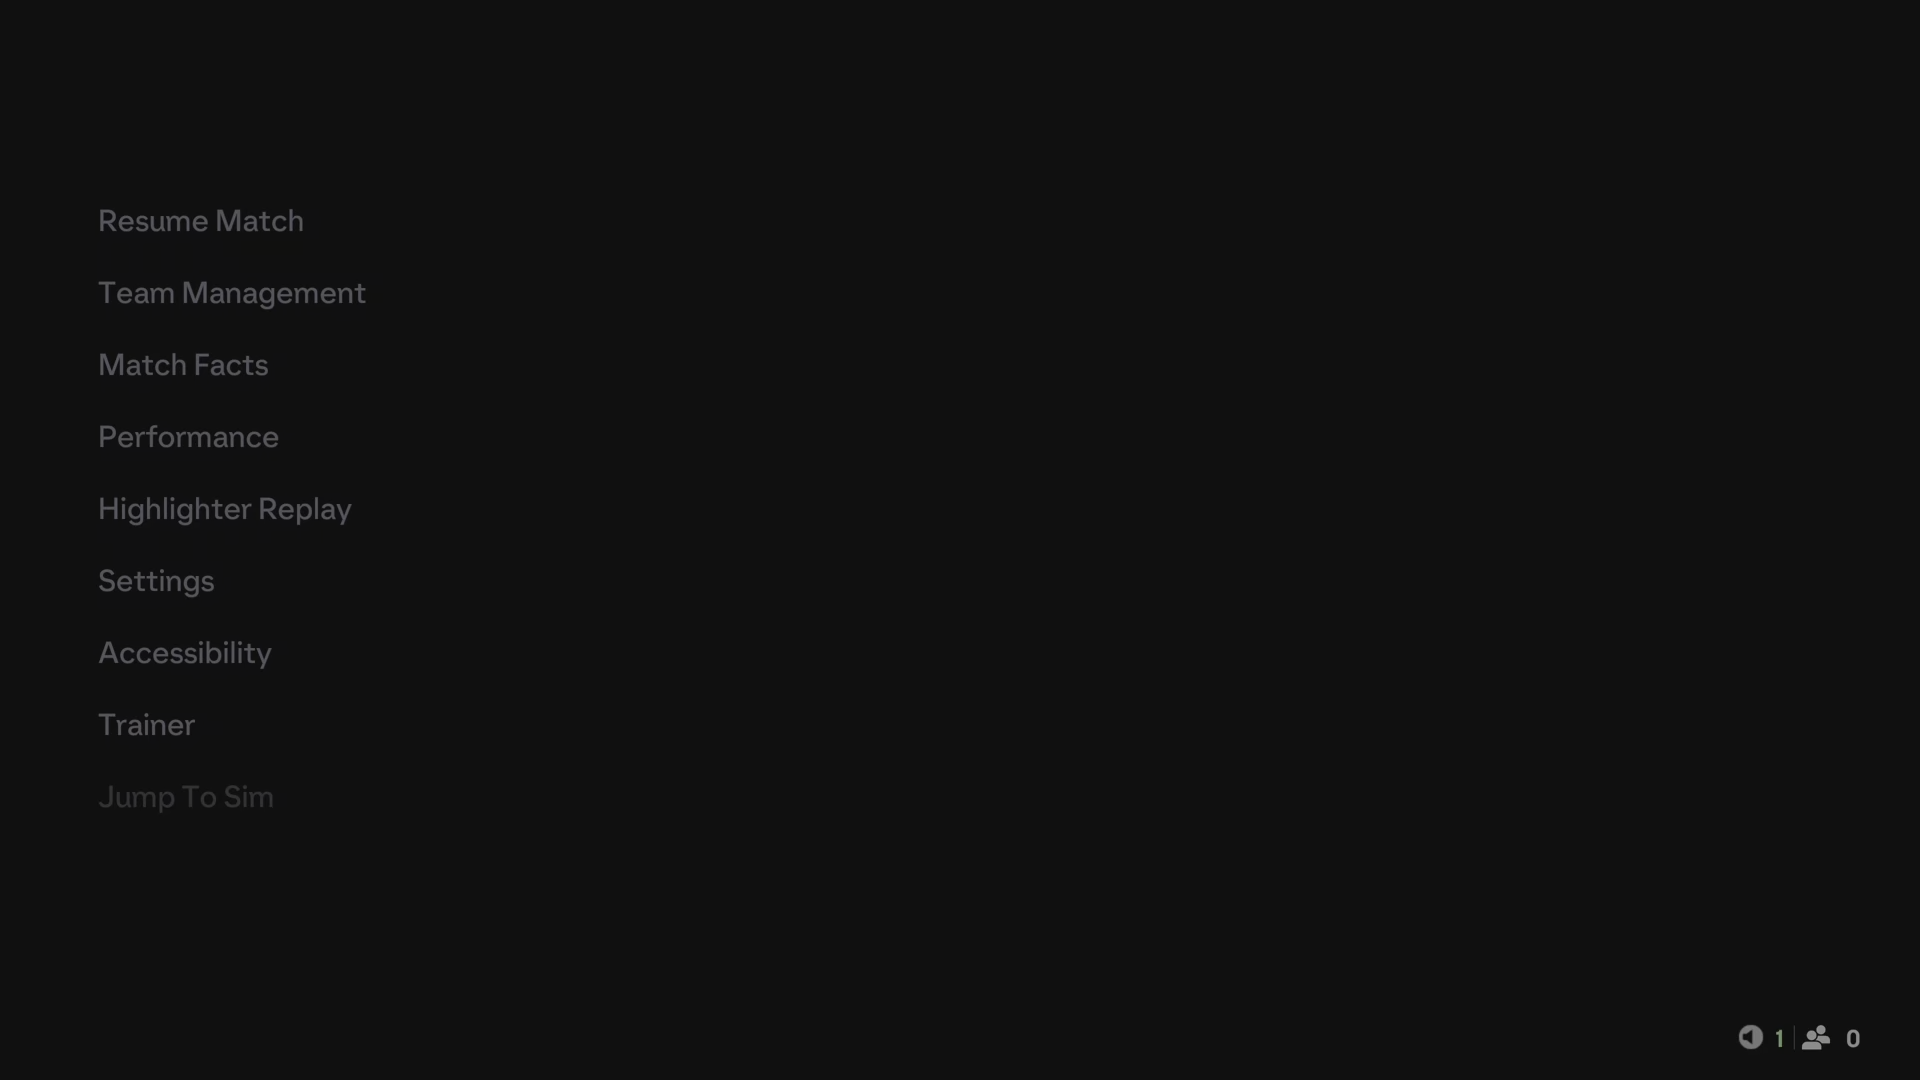 Resume Match
Team Management
Match Facts
Performance
Highlighter Replay
Settings
Accessibility
Trainer
Jump To Sim
1 0